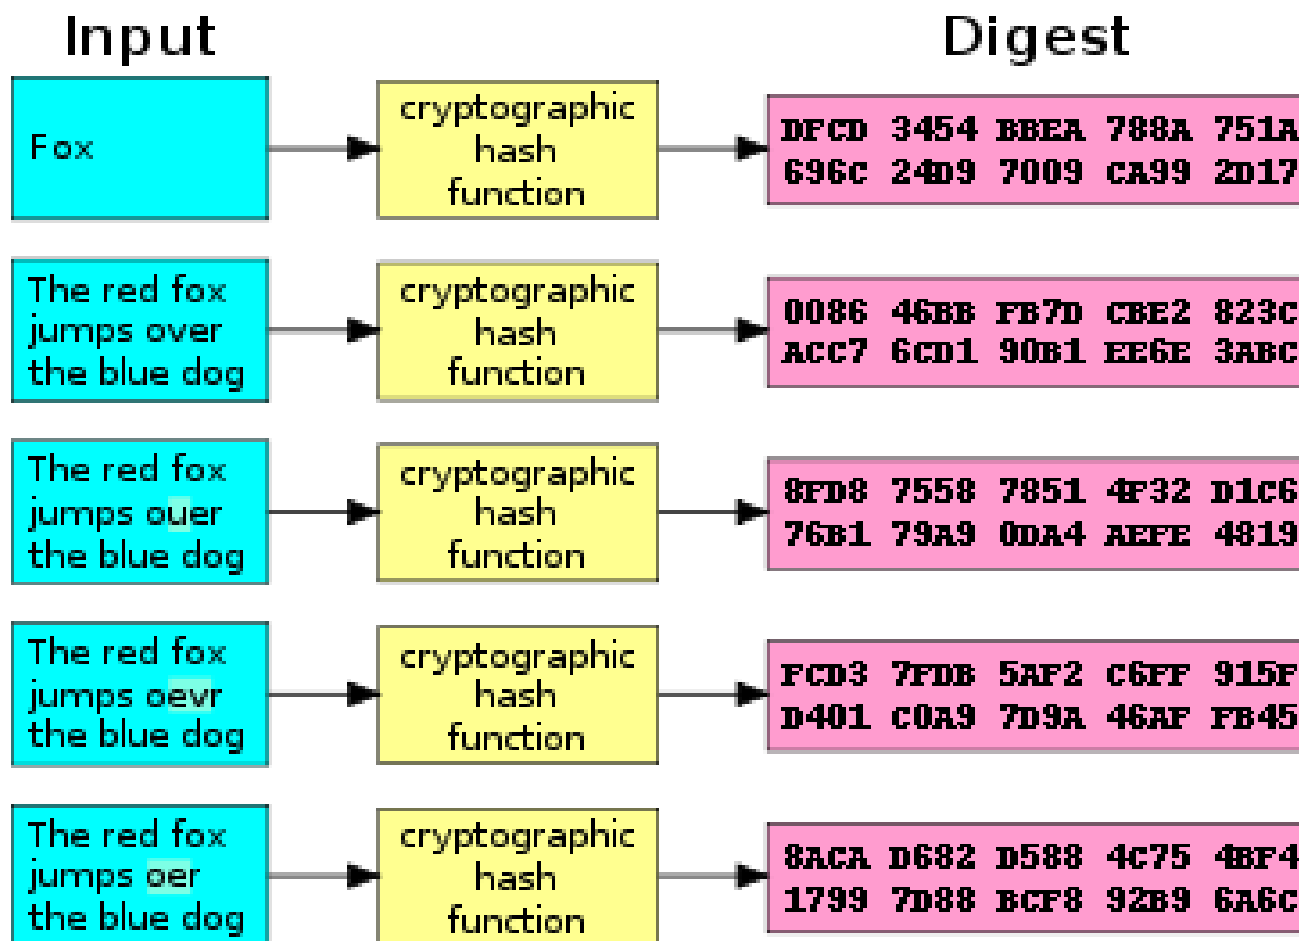 Input
Digest
Fox
cryptographic
hash
function
DFCD 3454 BBEA 788A 751A
696C 24D9 7009 CA99 2D17
The red fox
jumps over
the blue dog
cryptographic
hash
function
0086 46BB FB7D CBE2 823C
ACC7 6CD1 90B1 EE6E 3ABC
The red fox
jumps ouer
the blue dog
cryptographic
hash
function
8FD8 7558 7851 4F32 D1C6
76B1 79A9 0DA4 AEFE 4819
The red fox
jumps oevr
the blue dog
cryptographic
hash
function
FCD3 7FDB 5AF2 C6FF 915F
D401 C0A9 7D9A 46AF FB45
The red fox
jumps oer
the blue dog
cryptographic
hash
function
8ACA D682 D588 4C75 4BF4
1799 7D88 BCF8 92B9 6A6C